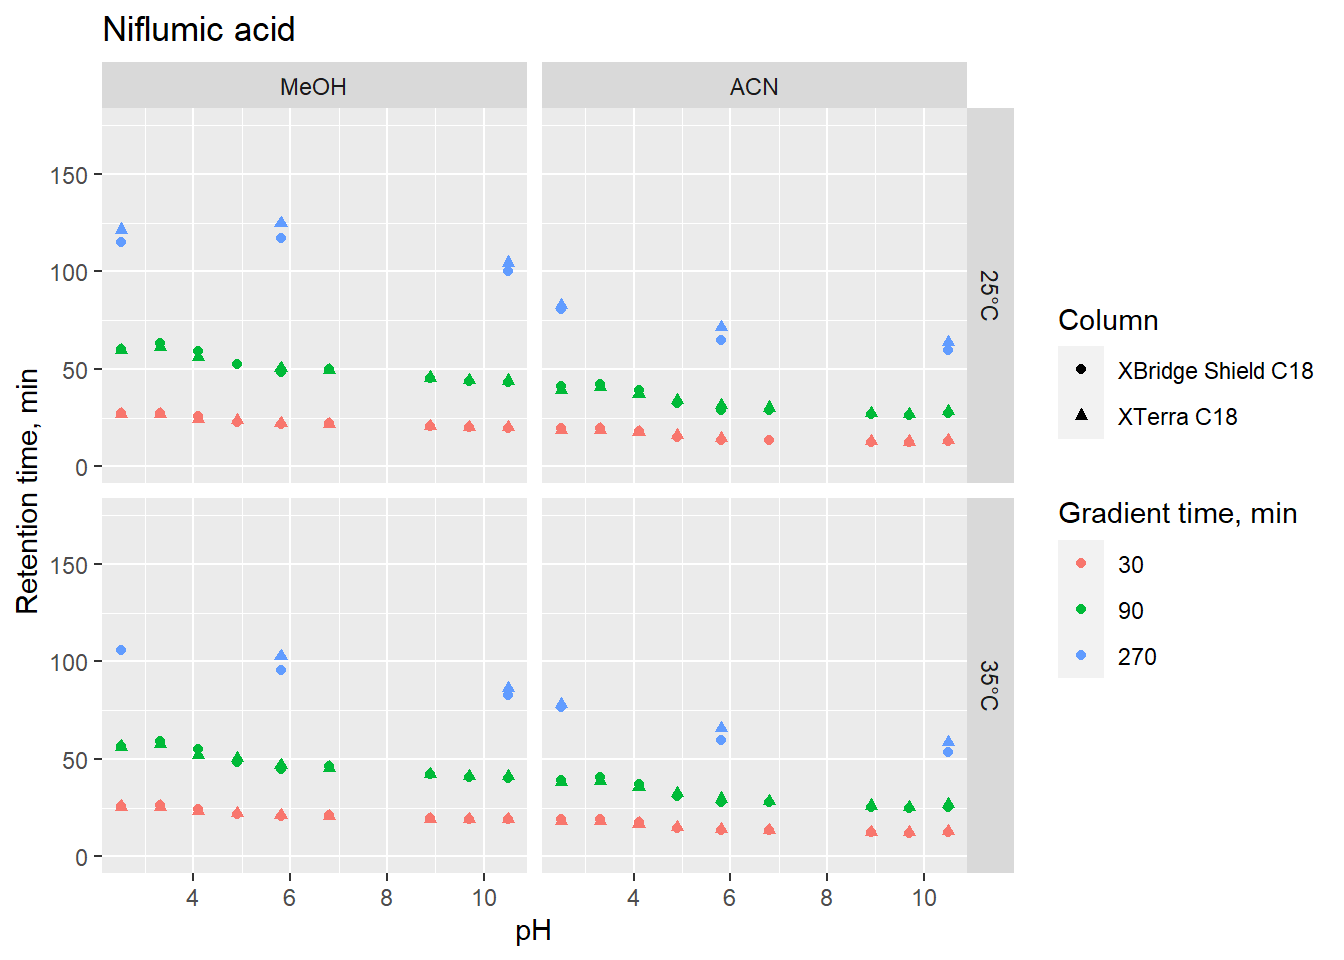 Niflumic acid
MeOH
ACN
150
100
50
0
25°C
150
100
50
0
35°C
4
6
8
10
4
6
8
10
pH
Retention time, min
Column
XBridge Shield C18
XTerra C18
Gradient time, min
30
90
270